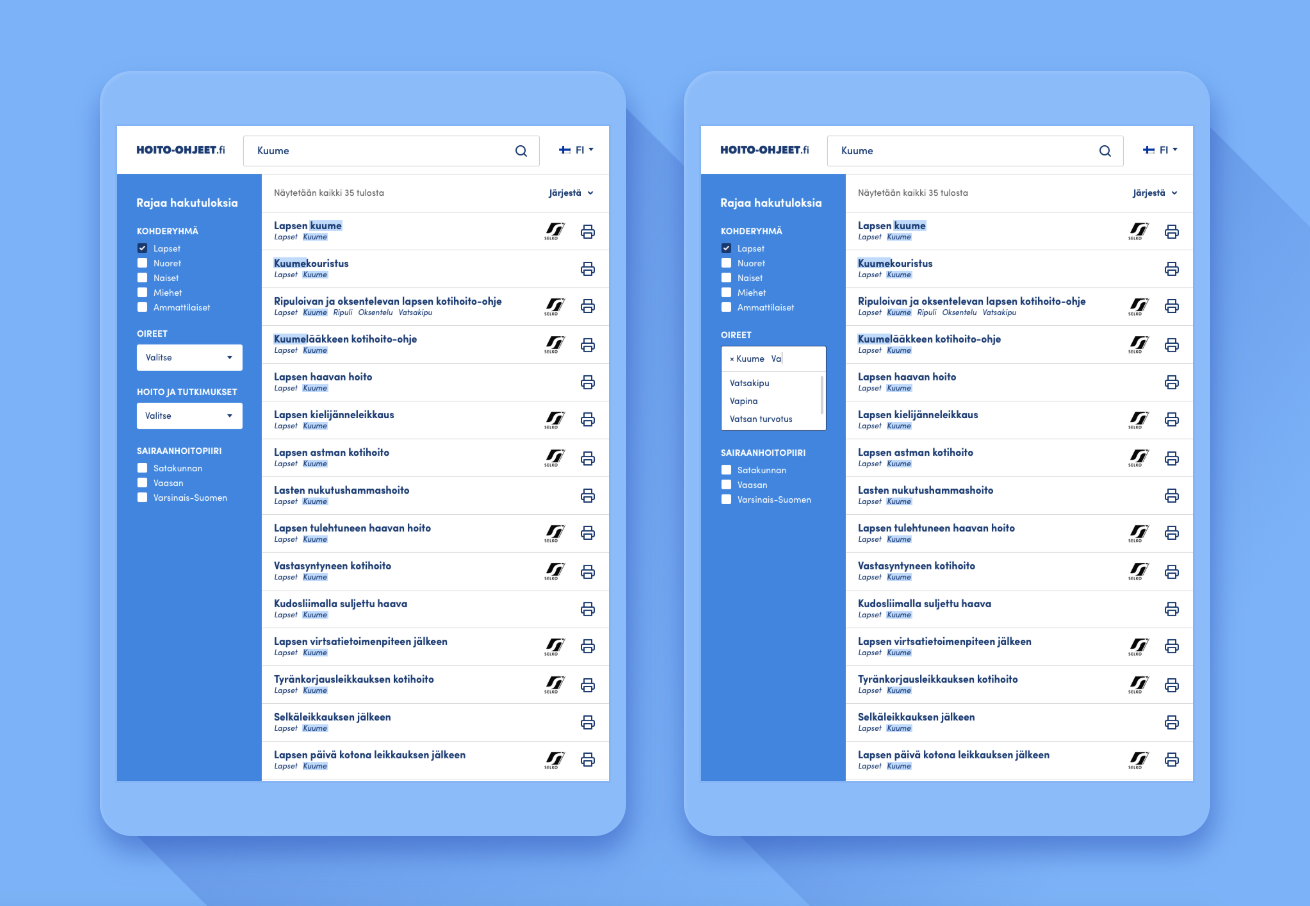 HOITO-OHJEET.fi
Kuume
FI
Rajaa hakutuloksia
KOHDERYHMÄ
Lapset
Nuoret
Naiset
Miehet
Ammattilaiset
OIREET
Valitse
HOITO JA TUTKIMUKSET
Valitse
SAIRAANHOITOPIIRI
Satakunnan
Vaasan
Varsinais-Suomen
Näytetään kaikki 35 tulosta
Järjestä
Lapsen kuume
Lapset Kuume
SELKO
Kuumekouristus
Lapset Kuume
Ripuloivan ja oksentelevan lapsen kotihoito-ohje
Lapset Kuume Ripuli Oksentelu Vatsakipu
SELKO
Kuumelääkkeen kotihoito-ohje
Lapset Kuume
SELKO
Lapsen haavan hoito
Lapset Kuume
Lapsen kielijänneleikkaus
Lapset Kuume
SELKO
Lapsen astman kotihoito
Lapset Kuume
SELKO
Lasten nukutushammashoito
Lapset Kuume
Lapsen tulehtuneen haavan hoito
Lapset Kuume
SELKO
Vastasyntyneen kotihoito
Lapset Kuume
SELKO
Kudosliimalla suljettu haava
Lapset Kuume
Lapsen virtsatietoimenpiteen jälkeen
Lapset Kuume
SELKO
Tyränkorjausleikkauksen kotihoito
Lapset Kuume
SELKO
Selkäleikkauksen jälkeen
Lapset Kuume
Lapsen päivä kotona leikkauksen jälkeen
Lapset Kuume
SELKO
HOITO-OHJEET.fi
Kuume
FI
Rajaa hakutuloksia
KOHDERYHMÄ
Lapset
Nuoret
Naiset
Miehet
Ammattilaiset
OIREET
× Kuume Va
Vatsakipu
Vapina
Vatsan turvotus
SAIRAANHOITOPIIRI
Satakunnan
Vaasan
Varsinais-Suomen
Näytetään kaikki 35 tulosta
Järjestä
Lapsen kuume
Lapset Kuume
SELKO
Kuumekouristus
Lapset Kuume
Ripuloivan ja oksentelevan lapsen kotihoito-ohje
Lapset Kuume Ripuli Oksentelu Vatsakipu
SELKO
Kuumelääkkeen kotihoito-ohje
Lapset Kuume
SELKO
Lapsen haavan hoito
Lapset Kuume
Lapsen kielijänneleikkaus
Lapset Kuume
SELKO
Lapsen astman kotihoito
Lapset Kuume
SELKO
Lasten nukutushammashoito
Lapset Kuume
Lapsen tulehtuneen haavan hoito
Lapset Kuume
SELKO
Vastasyntyneen kotihoito
Lapset Kuume
SELKO
Kudosliimalla suljettu haava
Lapset Kuume
Lapsen virtsatietoimenpiteen jälkeen
Lapset Kuume
SELKO
Tyränkorjausleikkauksen kotihoito
Lapset Kuume
SELKO
Selkäleikkauksen jälkeen
Lapset Kuume
Lapsen päivä kotona leikkauksen jälkeen
Lapset Kuume
SELKO